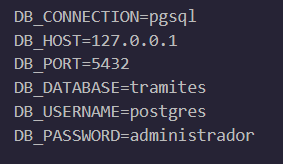 DB_CONNECTION=pgsql
DB_HOST=127.0.0.1
DB_PORT=5432
DB_DATABASE=tramites
DB_USERNAME=postgres
DB_PASSWORD=administrador